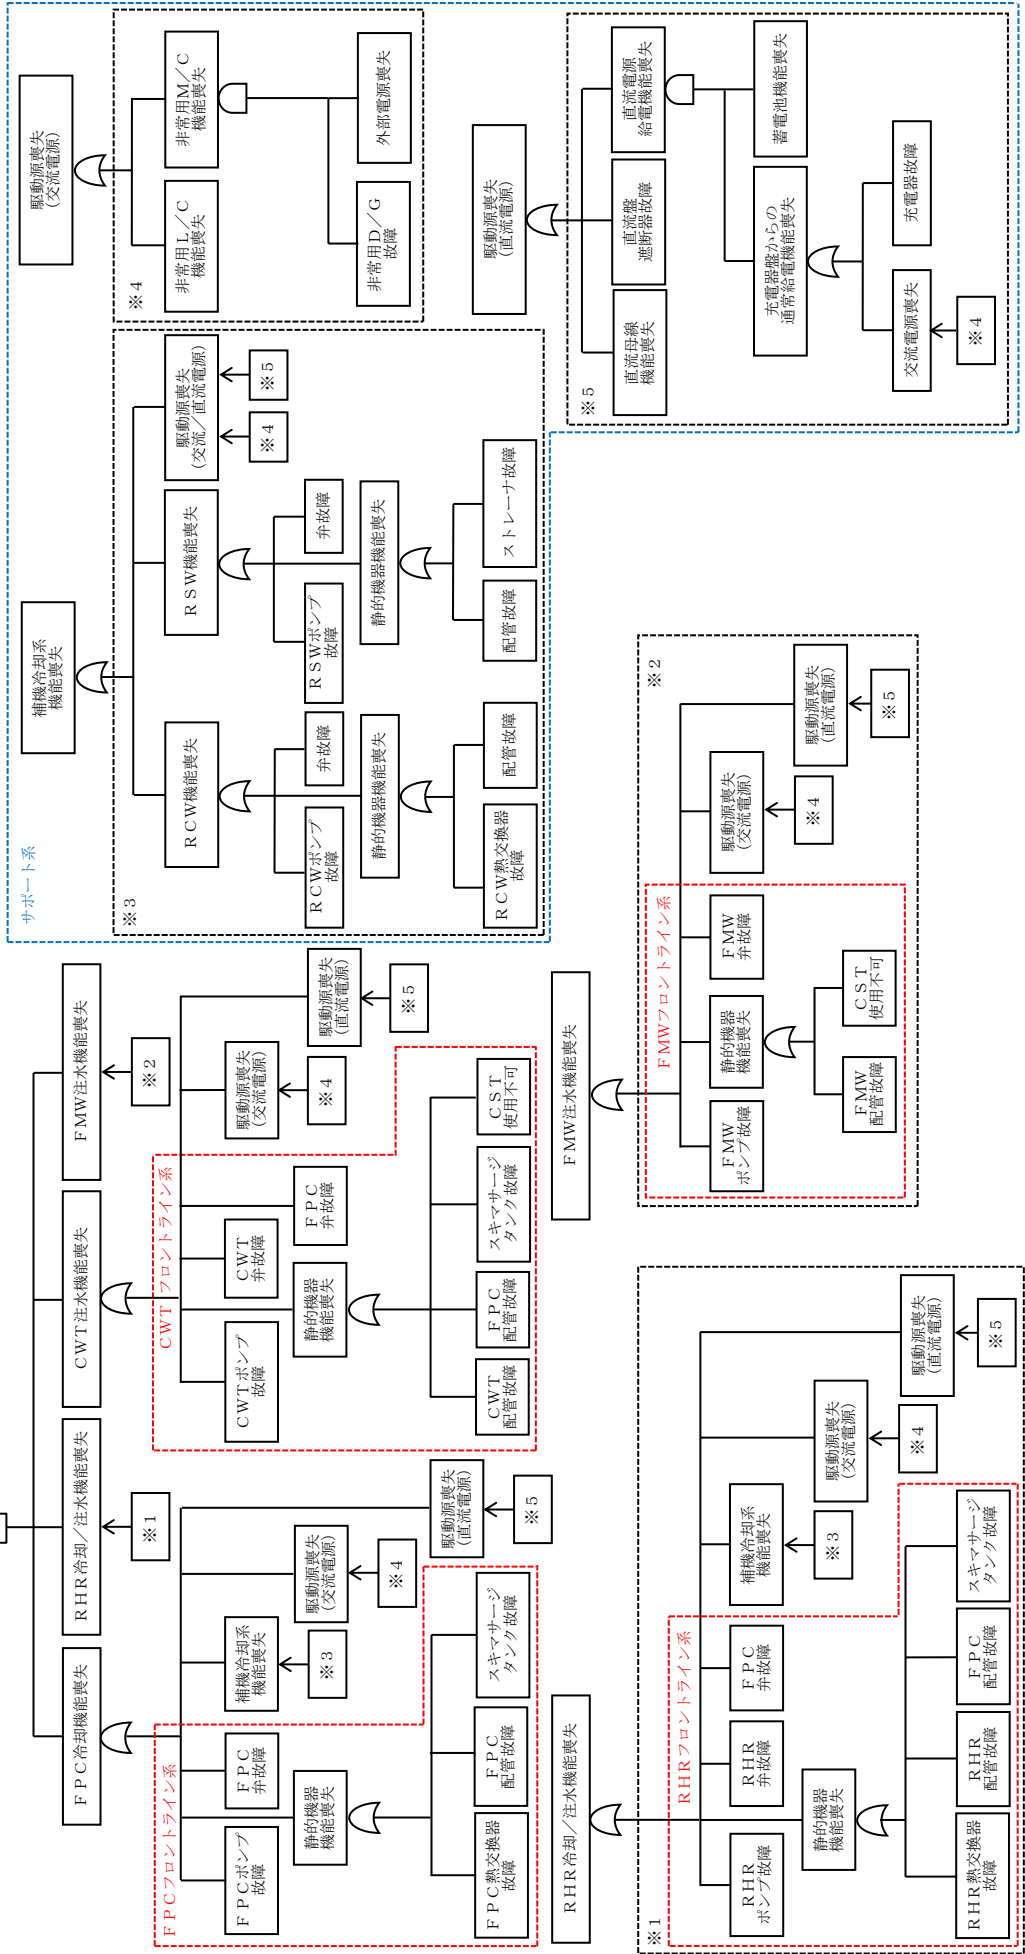 FPC冷却機能喪失
RHR冷却/注水機能喪失
※1
CWT注水機能喪失
FMW注水機能喪失
※2
FPCフロントライン系
FPCポンプ
故障
FPC
弁故障
静的機器
機能喪失
FPC熱交換器
故障
FPC
配管故障
スキマサージ
タンク故障
補機冷却系
機能喪失
※3
駆動源喪失
(交流電源)
※4
駆動源喪失
(直流電源)
※5
CWTフロントライン系
CWTポンプ
故障
CWT
弁故障
FPC
弁故障
静的機器
機能喪失
CWT
配管故障
FPC
配管故障
スキマサージ
タンク故障
CST
使用不可
駆動源喪失
(交流電源)
※4
駆動源喪失
(直流電源)
※5
RHR冷却/注水機能喪失
※1
RHRフロントライン系
RHR
ポンプ故障
RHR
弁故障
FPC
弁故障
静的機器
機能喪失
RHR熱交換器
故障
RHR
配管故障
FPC
配管故障
スキマサージ
タンク故障
補機冷却系
機能喪失
※3
駆動源喪失
(交流電源)
※4
駆動源喪失
(直流電源)
※5
FMW注水機能喪失
※2
FMWフロントライン系
FMW
ポンプ故障
静的機器
機能喪失
FMW
弁故障
FMW
配管故障
CST
使用不可
駆動源喪失
(交流電源)
※4
駆動源喪失
(直流電源)
※5
サポート系
補機冷却系
機能喪失
※3
RCW機能喪失
RCWポンプ
故障
弁故障
静的機器機能喪失
RCW熱交換器
故障
配管故障
RSW機能喪失
RSWポンプ
故障
弁故障
静的機器機能喪失
配管故障
ストレーナ故障
駆動源喪失
(交流/直流電源)
※4
※5
駆動源喪失
(交流電源)
※4
非常用L/C
機能喪失
非常用M/C
機能喪失
非常用D/G
故障
外部電源喪失
駆動源喪失
(直流電源)
※5
直流母線
機能喪失
直流盤
遮断器故障
直流電源
給電機能喪失
充電器盤からの
通常給電機能喪失
蓄電池機能喪失
交流電源喪失
※4
充電器故障